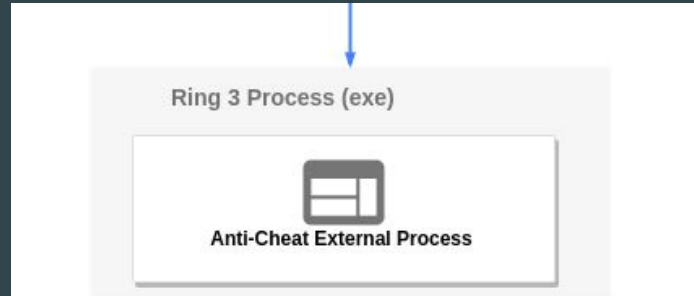 Ring 3 Process (exe)
Anti-Cheat External Process